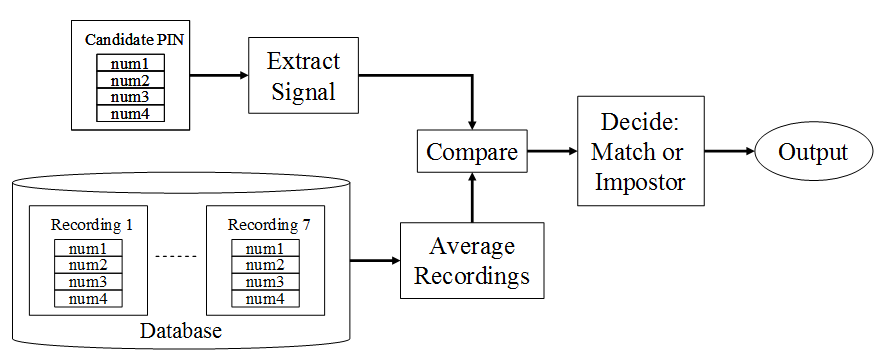 Candidate PIN
num1
num2
num3
num4
Extract
Signal
Compare
Decide:
Match or
Impostor
Output
Recording 1
num1
num2
num3
num4
Recording 7
num1
num2
num3
num4
Database
Average
Recordings